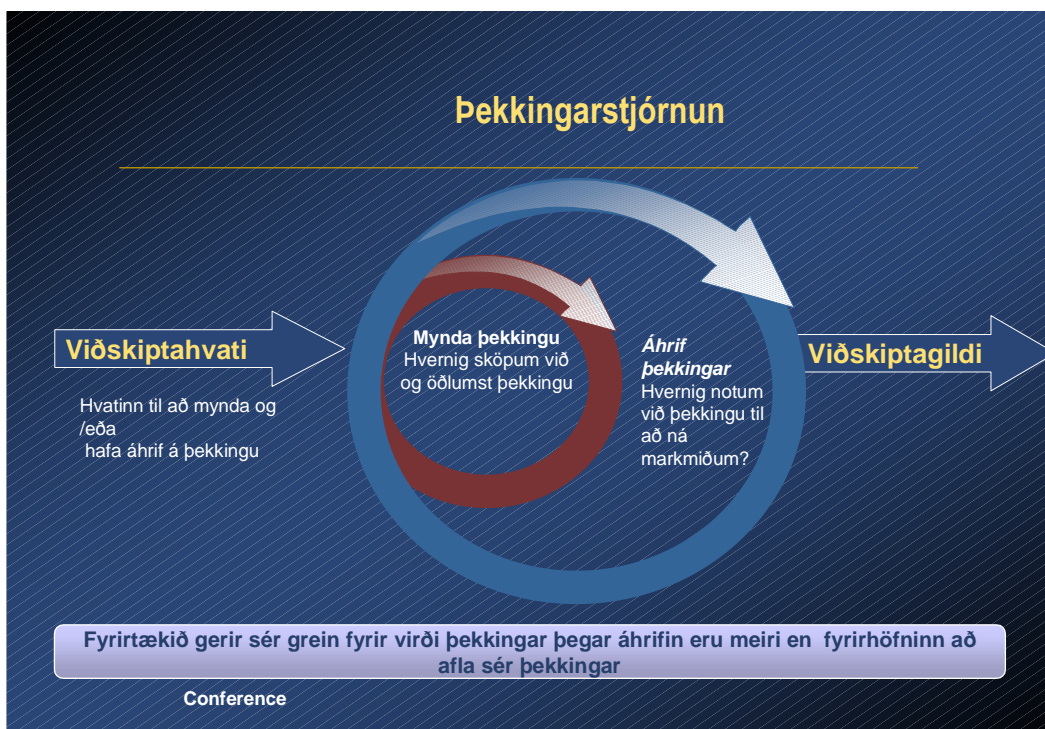 Þekkingarstjórnun
Viðskiptahvati
Hvatinn til að mynda og
/eða
hafa áhrif á þekkingu
Mynda þekkingu
Hvernig sköpum við
og öðlumst þekkingu
Áhrif
þekkingar
Hvernig notum
við þekkingu til
að ná
markmiðum?
Viðskiptagildi
Fyrirtækið gerir sér grein fyrir virði þekkingar þegar áhrifin eru meiri en fyrirhöfninn að
afla sér þekkingar
Conference